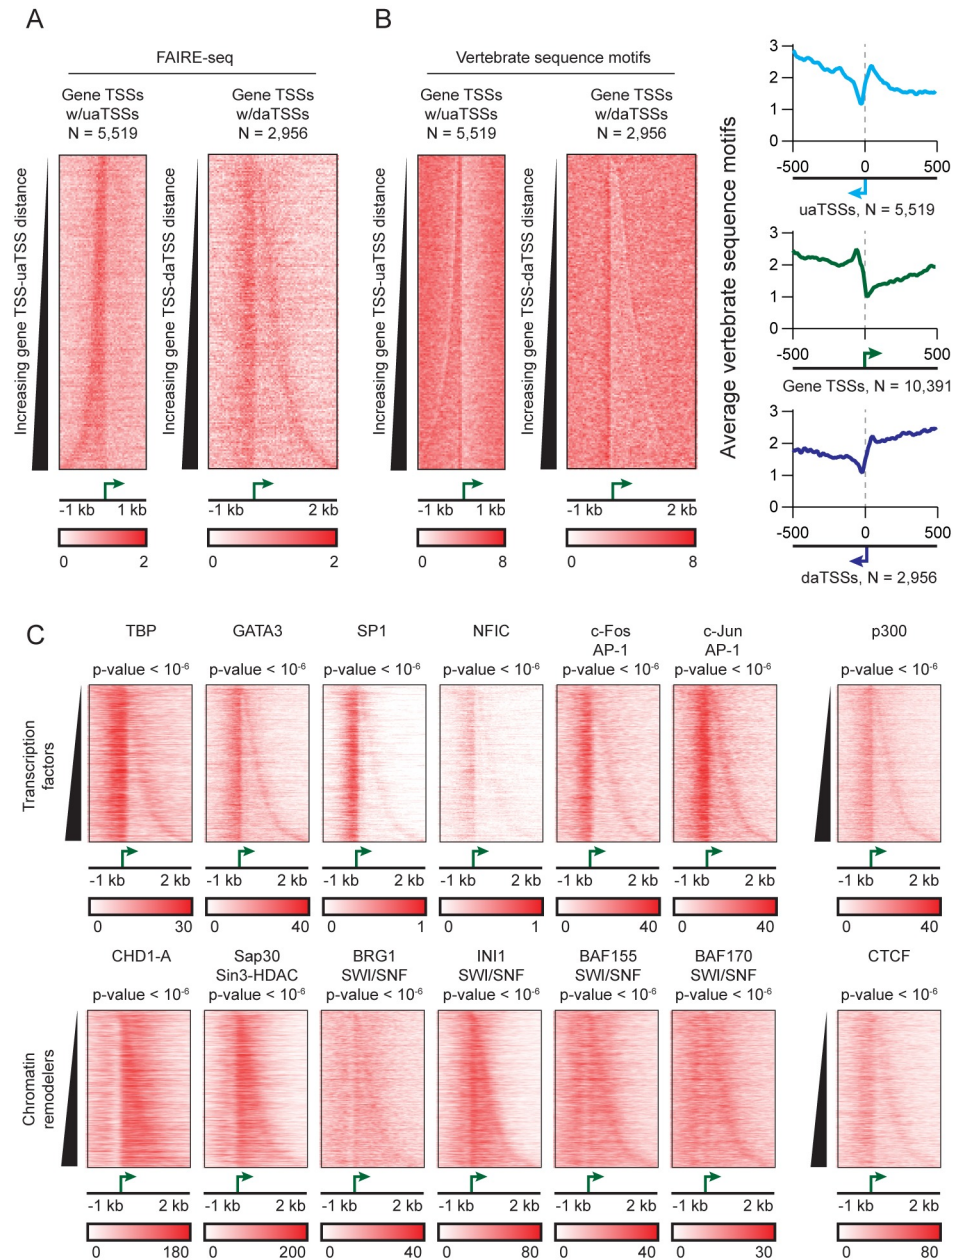 A
FAIRE-seq
Gene TSSs
w/uaTSSs
N = 5,519
Gene TSSs
w/daTSSs
N = 2,956
Increasing gene TSS-uaTSS distance
Increasing gene TSS-daTSS distance
-1 kb 1 kb
-1 kb 2 kb
0 2
0 2
B
Vertebrate sequence motifs
Gene TSSs
w/uaTSSs
N = 5,519
Gene TSSs
w/daTSSs
N = 2,956
Increasing gene TSS-uaTSS distance
Increasing gene TSS-daTSS distance
-1 kb 1 kb
-1 kb 2 kb
0 8
0 8
Average vertebrate sequence motifs
3
2
1
0
-500 0 500
uaTSSs, N = 5,519
3
2
1
0
-500 0 500
Gene TSSs, N = 10,391
3
2
1
0
-500 0 500
daTSSs, N = 2,956
C
Transcription
factors
TBP
p-value < 10⁻⁶
-1 kb 2 kb
0 30
GATA3
p-value < 10⁻⁶
-1 kb 2 kb
0 40
SP1
p-value < 10⁻⁶
-1 kb 2 kb
0 1
NFIC
p-value < 10⁻⁶
-1 kb 2 kb
0 1
c-Fos
AP-1
p-value < 10⁻⁶
-1 kb 2 kb
0 40
c-Jun
AP-1
p-value < 10⁻⁶
-1 kb 2 kb
0 40
p300
p-value < 10⁻⁶
-1 kb 2 kb
0 40
Chromatin
remodelers
CHD1-A
p-value < 10⁻⁶
-1 kb 2 kb
0 180
Sap30
Sin3-HDAC
p-value < 10⁻⁶
-1 kb 2 kb
0 200
BRG1
SWI/SNF
p-value < 10⁻⁶
-1 kb 2 kb
0 40
INI1
SWI/SNF
p-value < 10⁻⁶
-1 kb 2 kb
0 80
BAF155
SWI/SNF
p-value < 10⁻⁶
-1 kb 2 kb
0 40
BAF170
SWI/SNF
p-value < 10⁻⁶
-1 kb 2 kb
0 30
CTCF
p-value < 10⁻⁶
-1 kb 2 kb
0 80